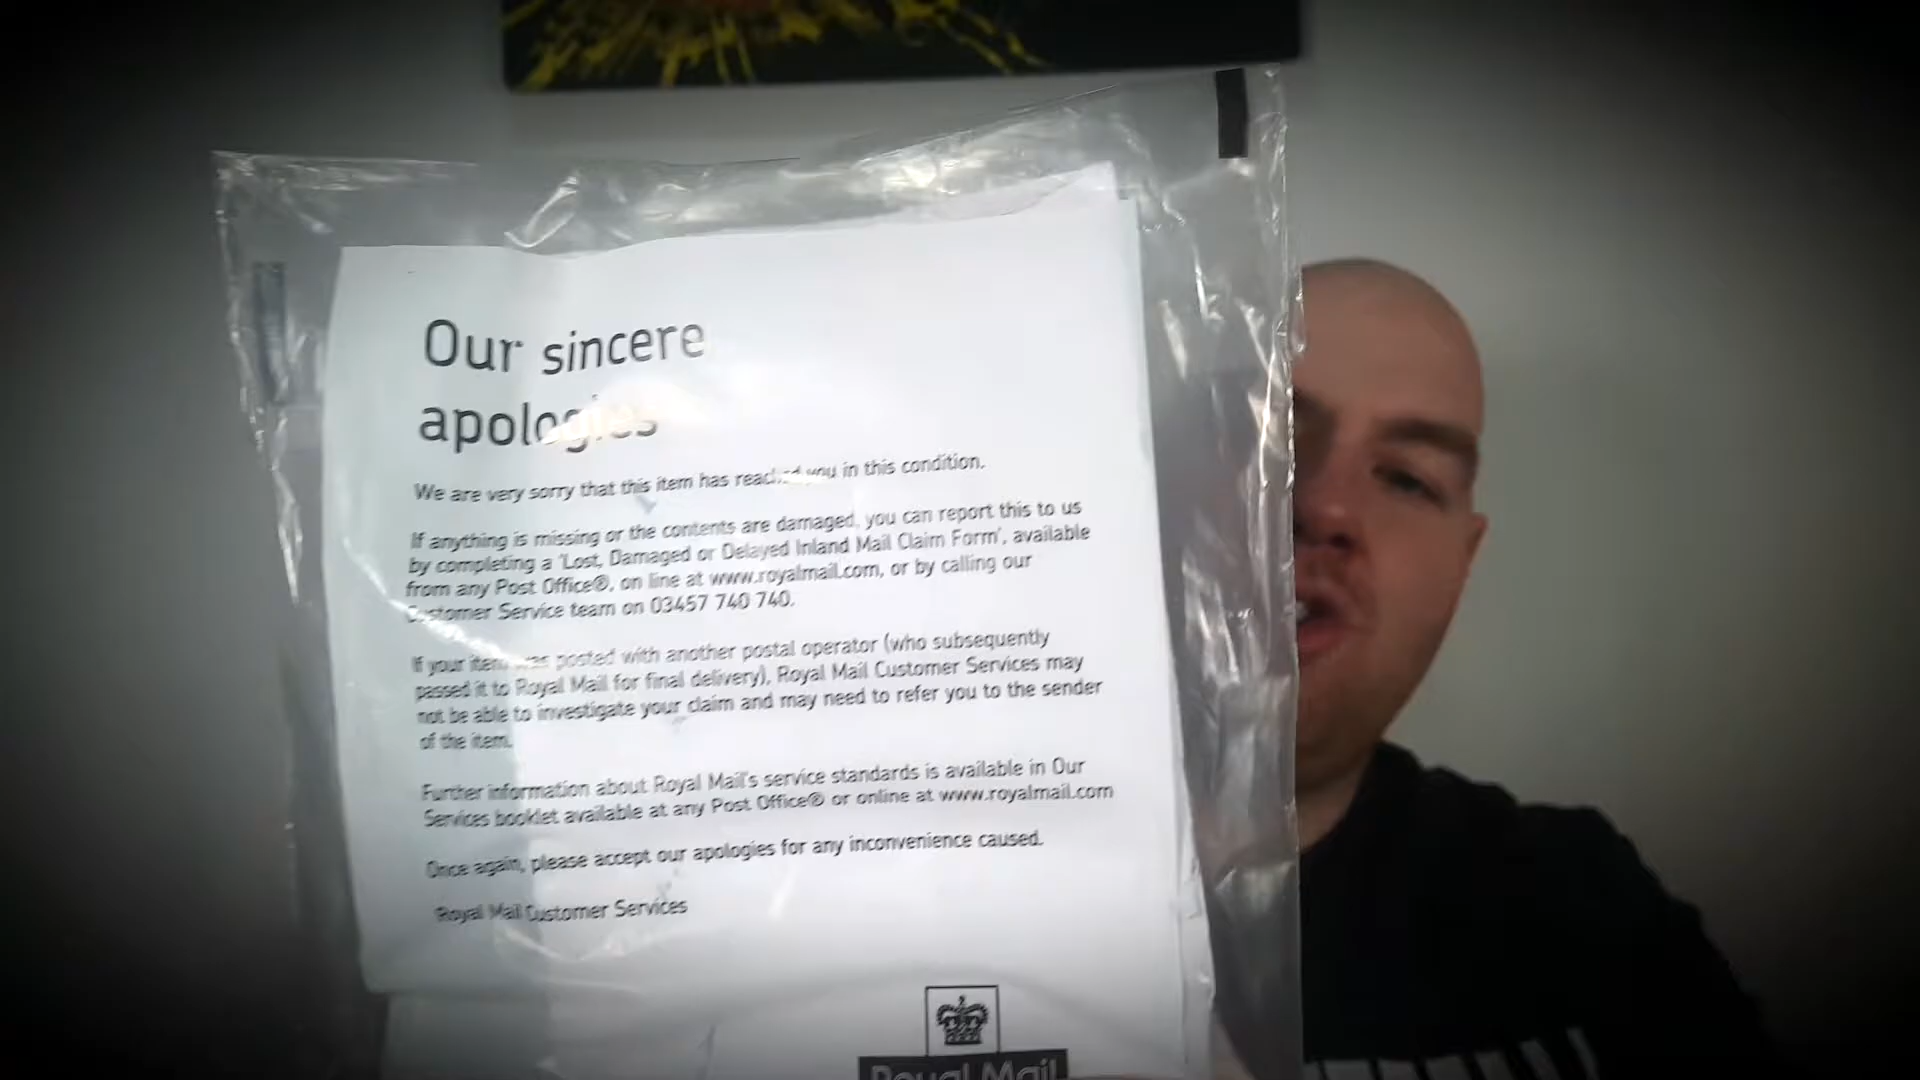 Our sincere
apologies
We are very sorry that this item has reached you in this condition.
If anything is missing or the contents are damaged, you can report this to us
by completing a 'Lost, Damaged or Delayed Inland Mail Claim Form', available
from any Post Office®, on line at www.royalmail.com, or by calling our
Customer Service team on 03457 740 740.
If your item was posted with another postal operator (who subsequently
passed it to Royal Mail for final delivery), Royal Mail Customer Services may
not be able to investigate your claim and may need to refer you to the sender
of the item.
Further information about Royal Mail's service standards is available in Our
Services booklet available at any Post Office® or online at www.royalmail.com
Once again, please accept our apologies for any inconvenience caused.
Royal Mail Customer Services
Royal Mail